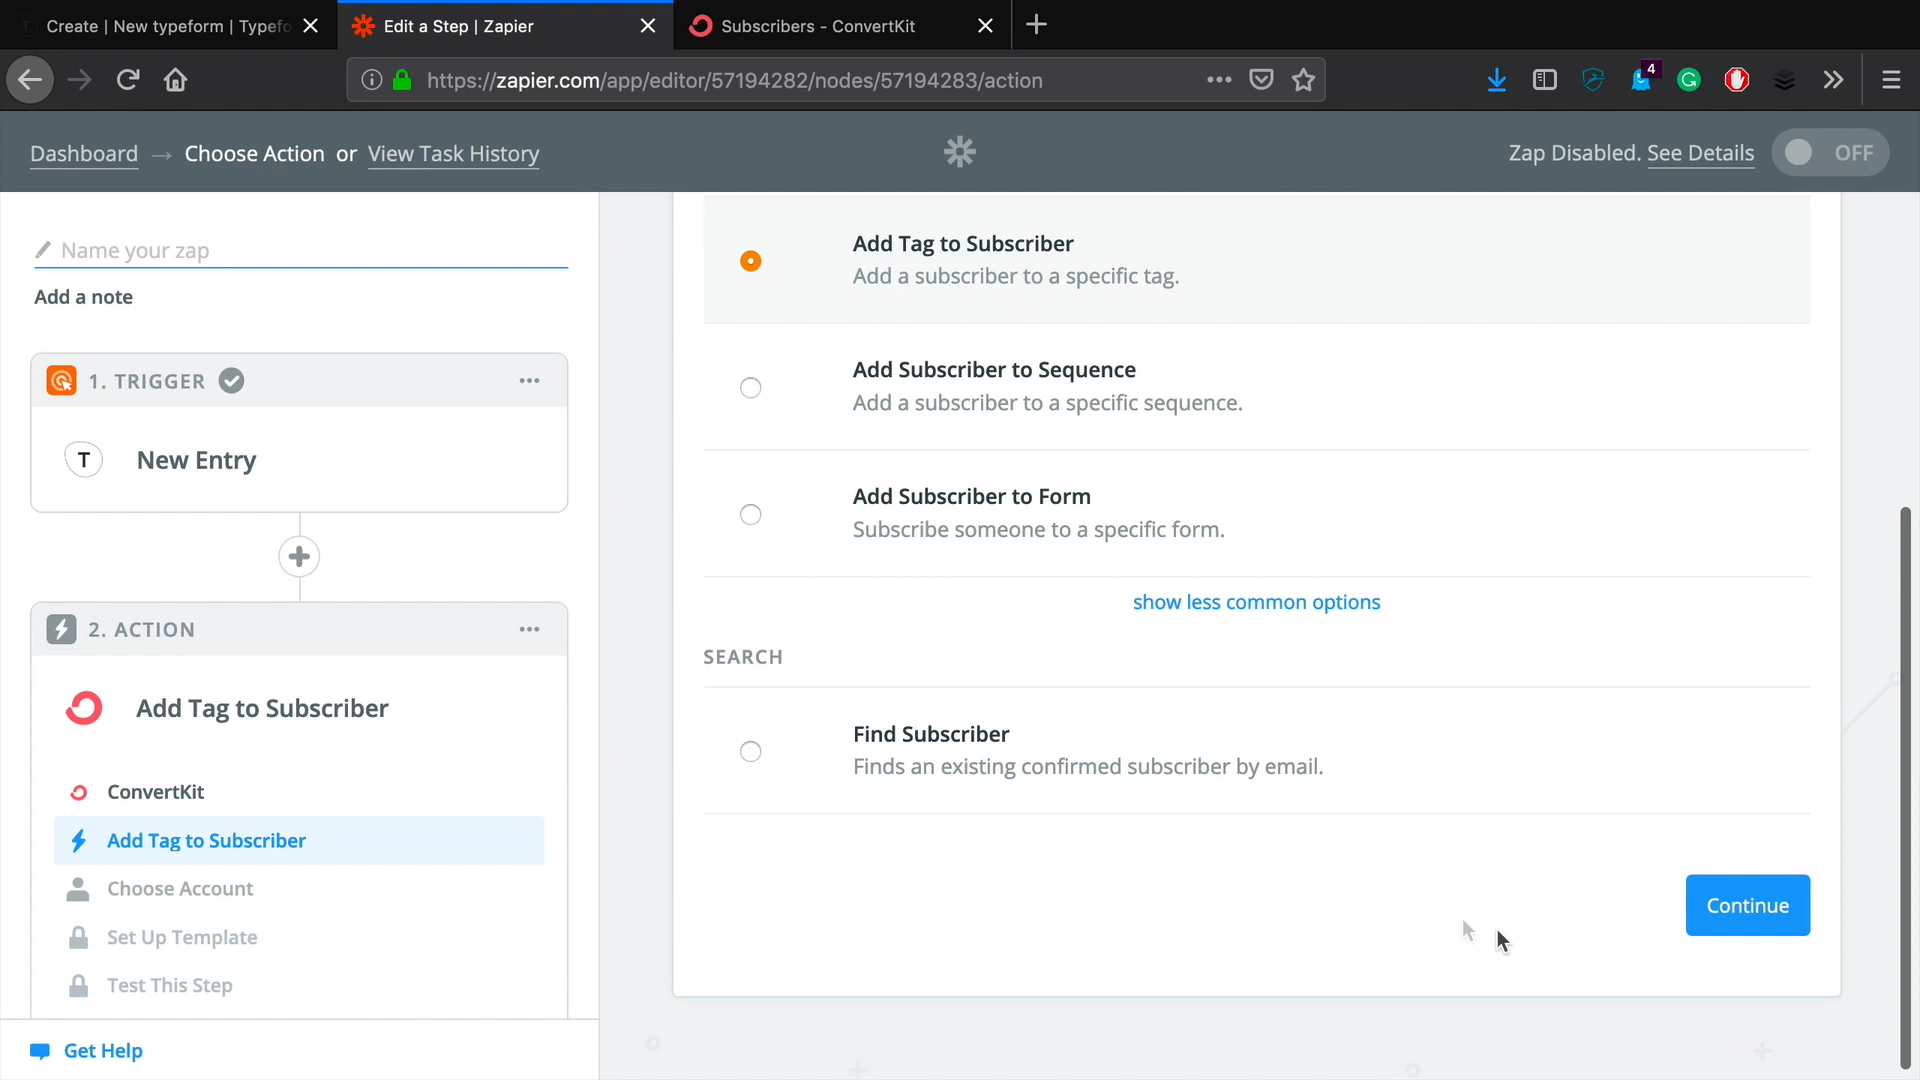 Create | New typeform | Typefo
Edit a Step | Zapier
Subscribers - ConvertKit
https://zapier.com/app/editor/57194282/nodes/57194283/action
4
Dashboard → Choose Action or View Task History
Zap Disabled. See Details
OFF
Name your zap
Add a note
1. TRIGGER
T
New Entry
2. ACTION
Add Tag to Subscriber
ConvertKit
Add Tag to Subscriber
Choose Account
Set Up Template
Test This Step
Get Help
Add Tag to Subscriber
Add a subscriber to a specific tag.
Add Subscriber to Sequence
Add a subscriber to a specific sequence.
Add Subscriber to Form
Subscribe someone to a specific form.
show less common options
SEARCH
Find Subscriber
Finds an existing confirmed subscriber by email.
Continue